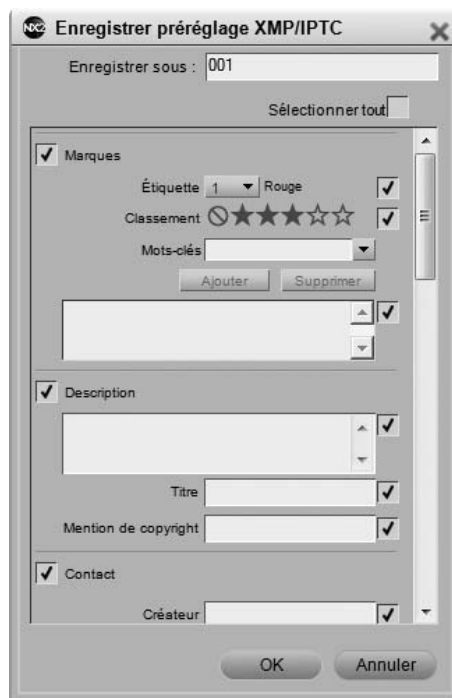 NX2 Enregistrer préréglage XMP/IPTC
Enregistrer sous : 001
Sélectionner tout
Marques
Étiquette 1 Rouge
Classement
Mots-clés
Ajouter Supprimer
Description
Titre
Mention de copyright
Contact
Créateur
OK Annuler